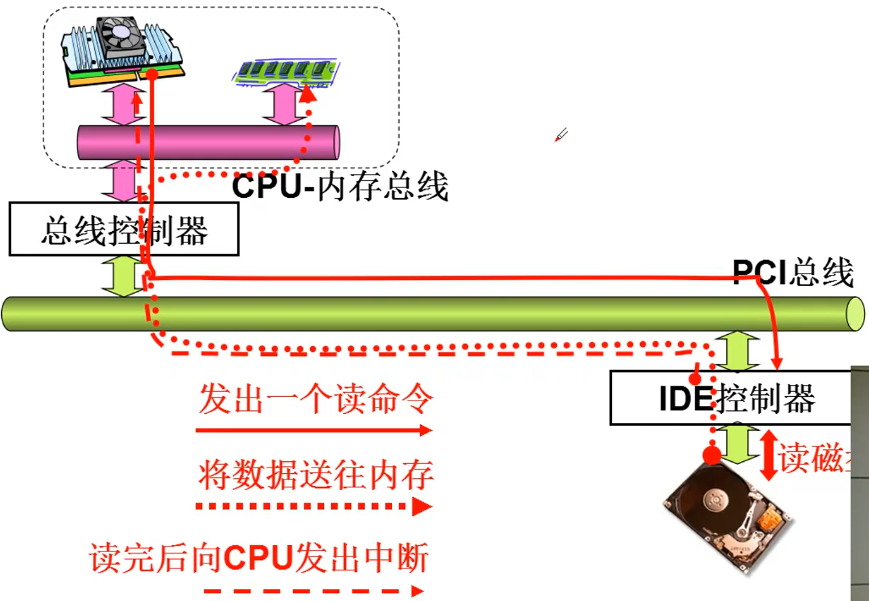 CPU-内存总线
总线控制器
PCI总线
发出一个读命令
IDE控制器
将数据送往内存
读磁
读完后向CPU发出中断